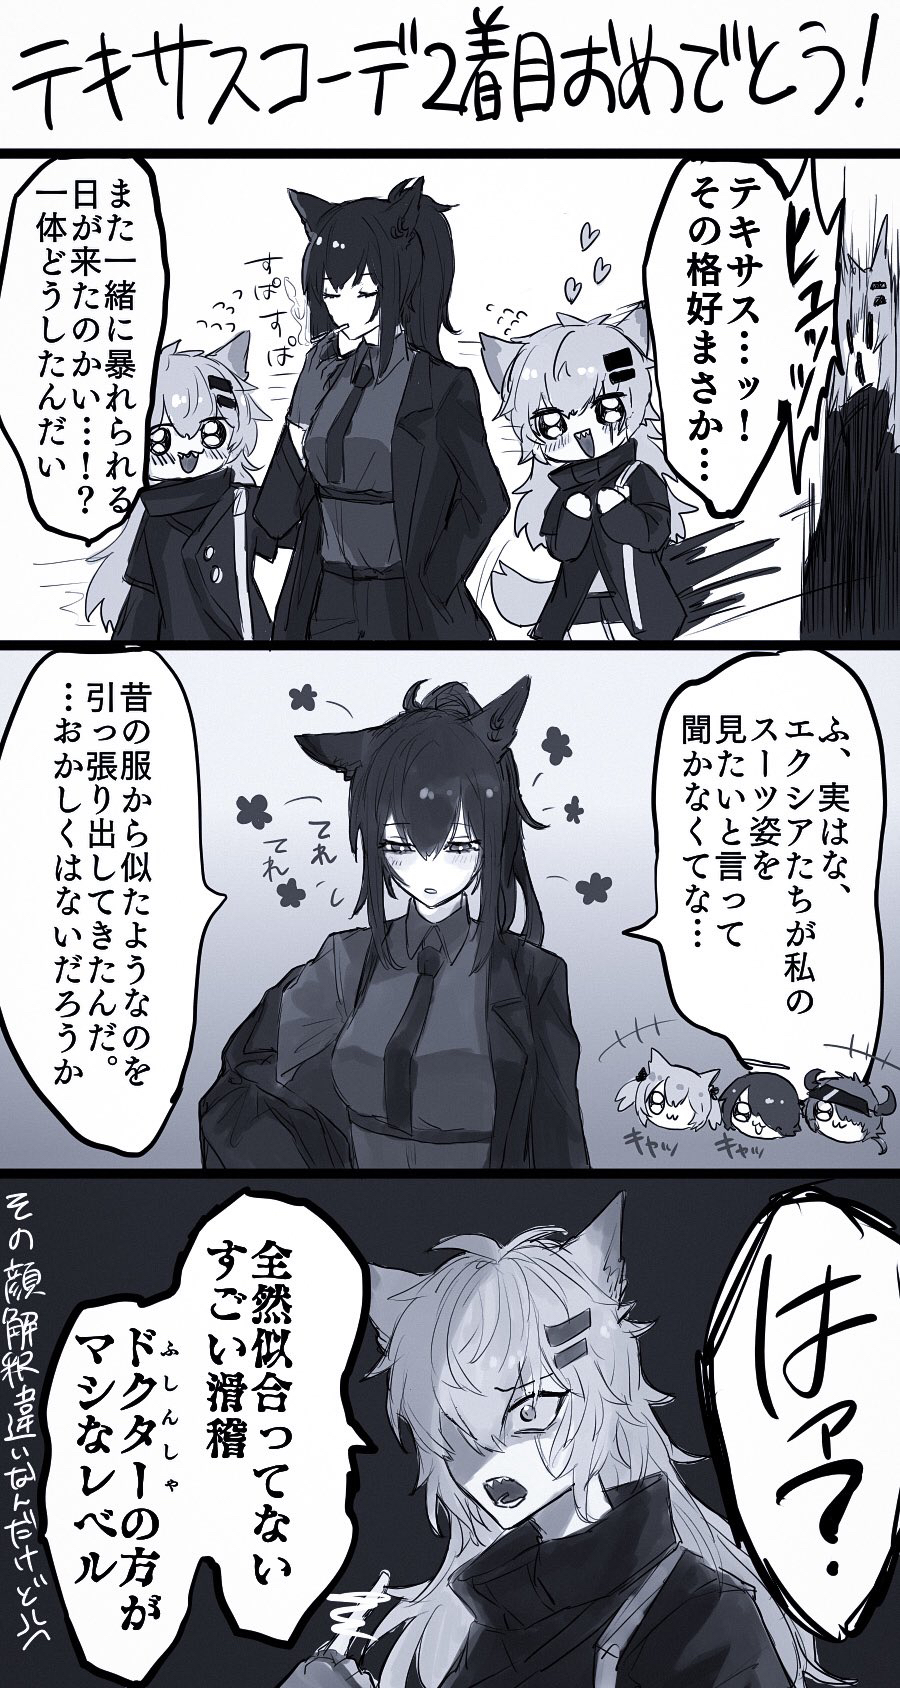 テキサスコーデ2着目おめでとう!
ビュッッ
テキサス…ッ!
その格好まさか…
すぱ
すぱ
また一緒に暴れられる
日が来たのかい…!?
一体どうしたんだい
ふ、実はな、
エクシアたちが私の
スーツ姿を
見たいと言って
聞かなくてな…
てれ
てれ
昔の服から似たようなのを
引っ張り出してきたんだ。
…おかしくはないだろうか
キャッ
キャッ
はァ?
全然似合ってない
すごい滑稽
ドクターの方が
ふしんしゃ
マシなレベル
その顔解釈違いなんだけど